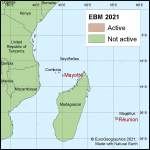 EBM 2021
Active
Not active
Kenya
United Republic of
Tanzania
Seychelles
Comoros
Mayotte
Malawi
Mozambique
Madagascar
Mauritius
Réunion
© EuroGeographics 2021.
Made with Natural Earth